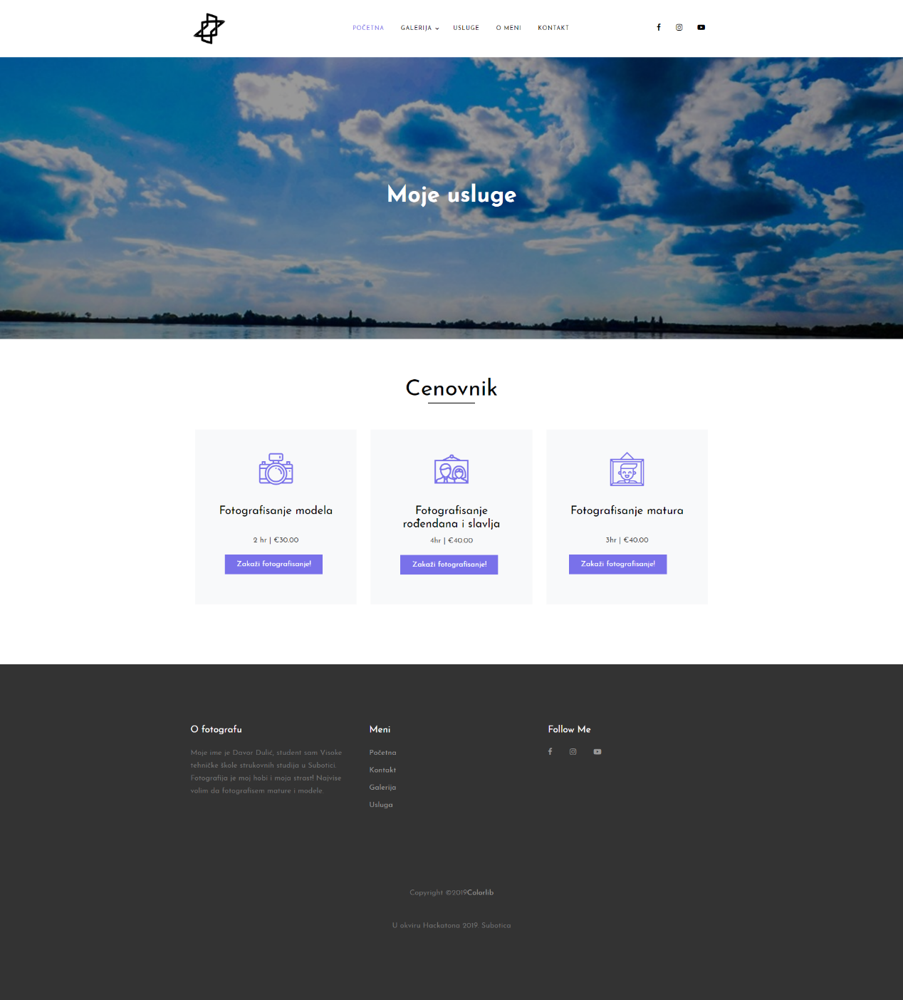 POČETNA GALERIJA USLUGE O MENI KONTAKT
Moje usluge
Cenovnik
Fotografisanje modela
2 hr | €30.00
Zakaži fotografisanje!
Fotografisanje
rođendana i slavlja
4hr | €40.00
Zakaži fotografisanje!
Fotografisanje matura
3hr | €40.00
Zakaži fotografisanje!
O fotografu
Moje ime je Davor Dulić, student sam Visoke
tehničke škole strukovnih studija u Subotici.
Fotografija je moj hobi i moja strast! Najvise
volim da fotografisem mature i modele.
Meni
Početna
Kontakt
Galerija
Usluga
Follow Me
Copyright ©2019Colorlib
U okviru Hackatona 2019. Subotica